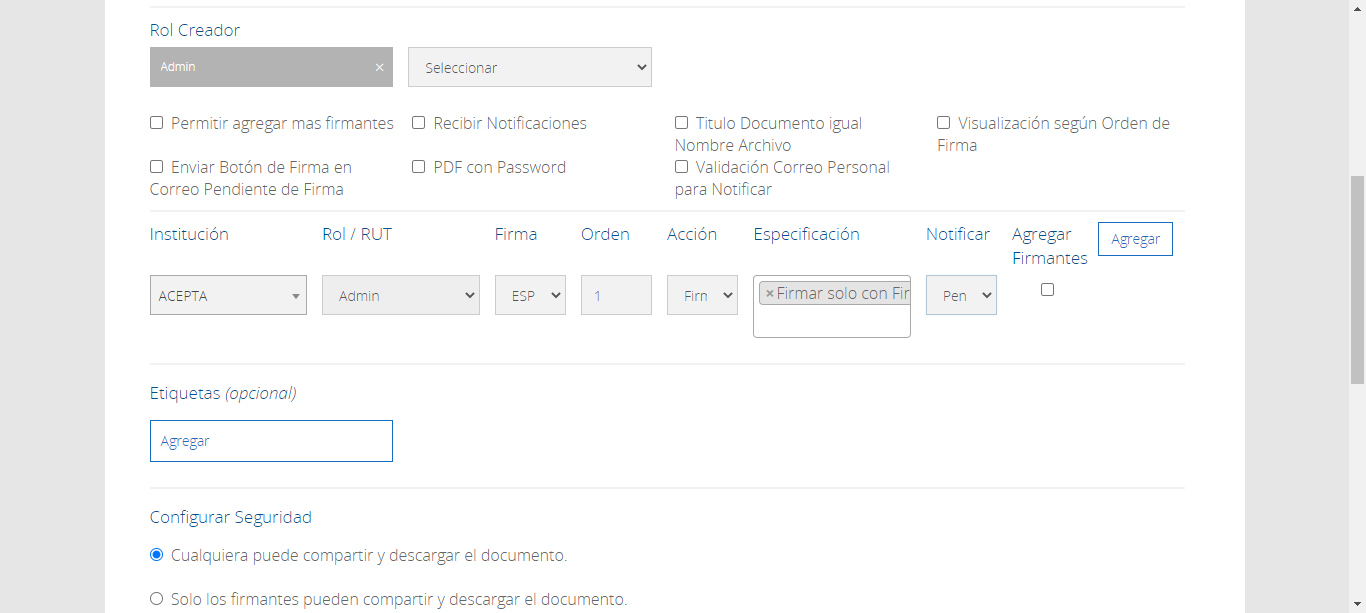 Rol Creador
Admin × Seleccionar
Permitir agregar mas firmantes
Recibir Notificaciones
Titulo Documento igual
Nombre Archivo
Visualización según Orden de
Firma
Enviar Botón de Firma en
Correo Pendiente de Firma
PDF con Password
Validación Correo Personal
para Notificar
Institución Rol / RUT Firma Orden Acción Especificación Notificar Agregar
Firmantes
Agregar
ACEPTA Admin ESP 1 Firn ×Firmar solo con Fir Pen
Etiquetas (opcional)
Agregar
Configurar Seguridad
Cualquiera puede compartir y descargar el documento.
Solo los firmantes pueden compartir y descargar el documento.